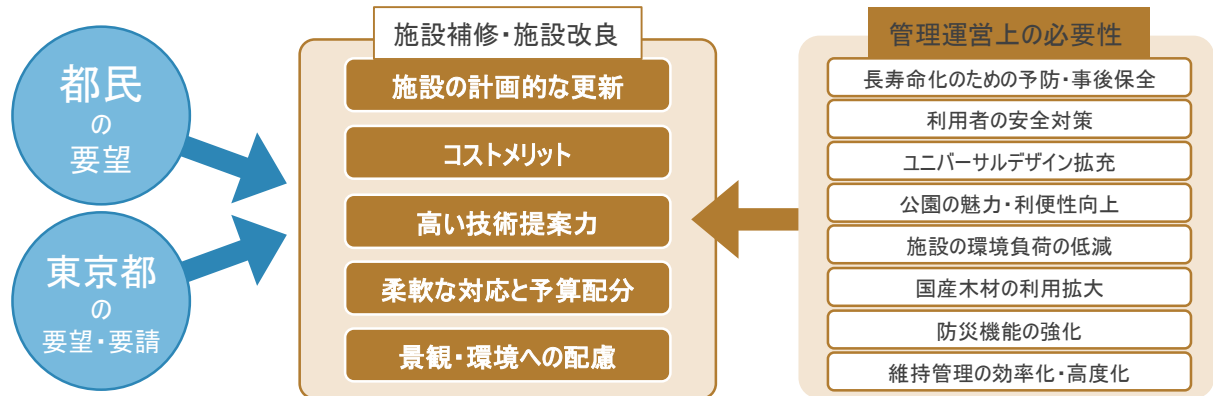 都民
の
要望
東京都
の
要望・要請
施設補修・施設改良
施設の計画的な更新
コストメリット
高い技術提案力
柔軟な対応と予算配分
景観・環境への配慮
管理運営上の必要性
長寿命化のための予防・事後保全
利用者の安全対策
ユニバーサルデザイン拡充
公園の魅力・利便性向上
施設の環境負荷の低減
国産木材の利用拡大
防災機能の強化
維持管理の効率化・高度化